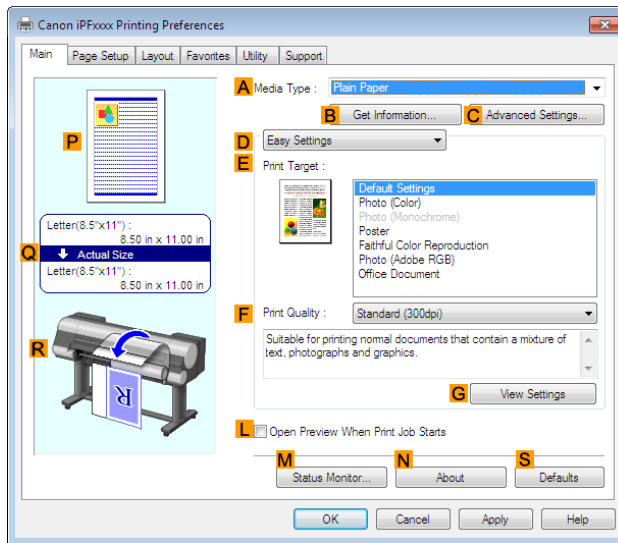 Canon iPFxxxx Printing Preferences
Main Page Setup Layout Favorites Utility Support
A Media Type : Plain Paper
B Get Information... C Advanced Settings...
D Easy Settings
E Print Target :
Default Settings
Photo (Color)
Photo (Monochrome)
Poster
Faithful Color Reproduction
Photo (Adobe RGB)
Office Document
F Print Quality : Standard (300dpi)
Suitable for printing normal documents that contain a mixture of
text, photographs and graphics.
G View Settings
P
Letter(8.5"x11") :
8.50 in x 11.00 in
Q Actual Size
Letter(8.5"x11") :
8.50 in x 11.00 in
R
R
L Open Preview When Print Job Starts
M N S
Status Monitor... About Defaults
OK Cancel Apply Help